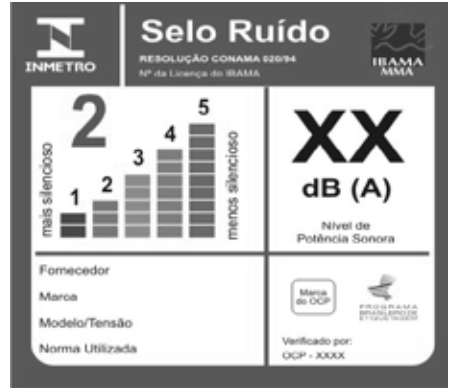 INMETRO
Selo Ruído
RESOLUÇÃO CONAMA 020/94
Nº da Licença do IBAMA
IBAMA
MMA
2
mais silencioso
1
2
3
4
5
menos silencioso
XX
dB (A)
Nível de
Potência Sonora
Fornecedor
Marca
Modelo/Tensão
Norma Utilizada
Marca
do OCP
PROGRAMA
BRASILEIRO DE
ETIQUETAGEM
Verificado por:
OCP - XXXX